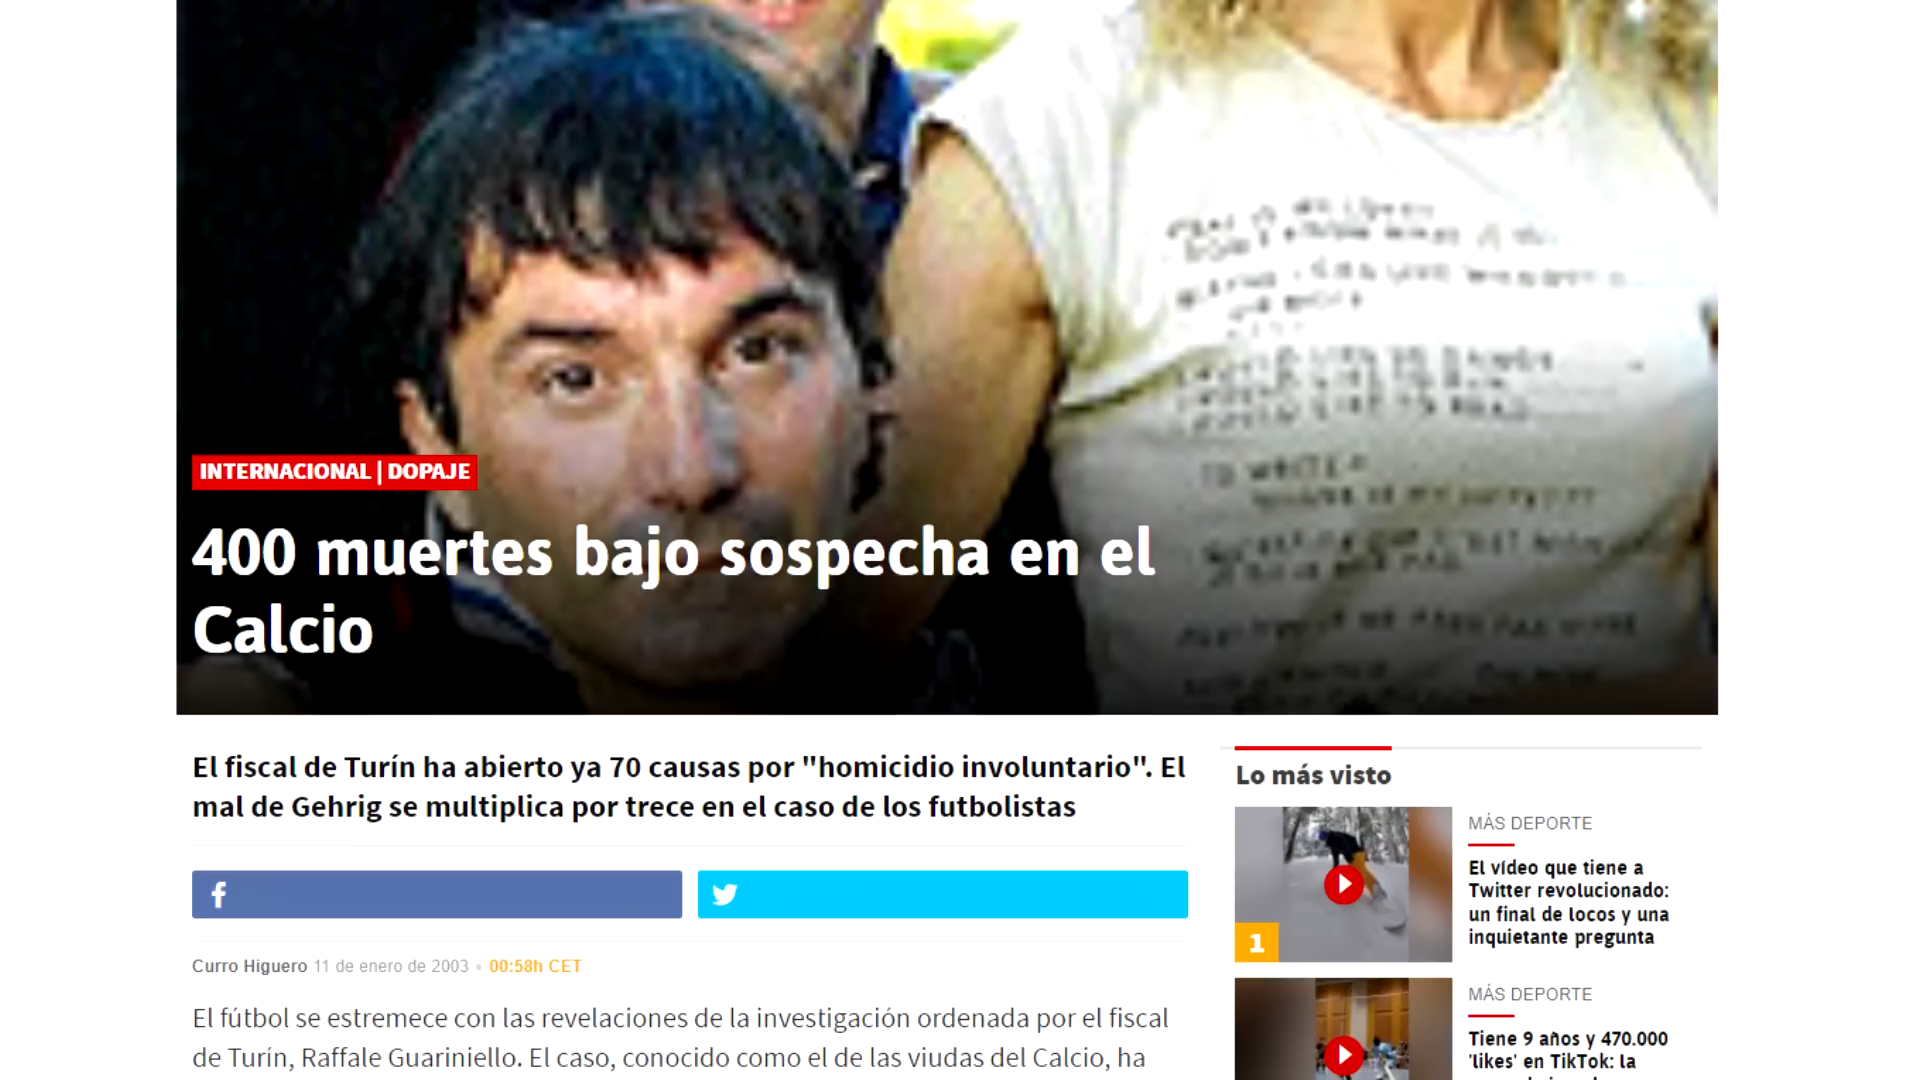 INTERNACIONAL | DOPAJE
400 muertes bajo sospecha en el
Calcio
El fiscal de Turín ha abierto ya 70 causas por "homicidio involuntario". El
mal de Gehrig se multiplica por trece en el caso de los futbolistas
Curro Higuero 11 de enero de 2003 • 00:58h CET
El fútbol se estremece con las revelaciones de la investigación ordenada por el fiscal
de Turín, Raffale Guariniello. El caso, conocido como el de las viudas del Calcio, ha
Lo más visto
1
MÁS DEPORTE
El vídeo que tiene a
Twitter revolucionado:
un final de locos y una
inquietante pregunta
MÁS DEPORTE
Tiene 9 años y 470.000
'likes' en TikTok: la